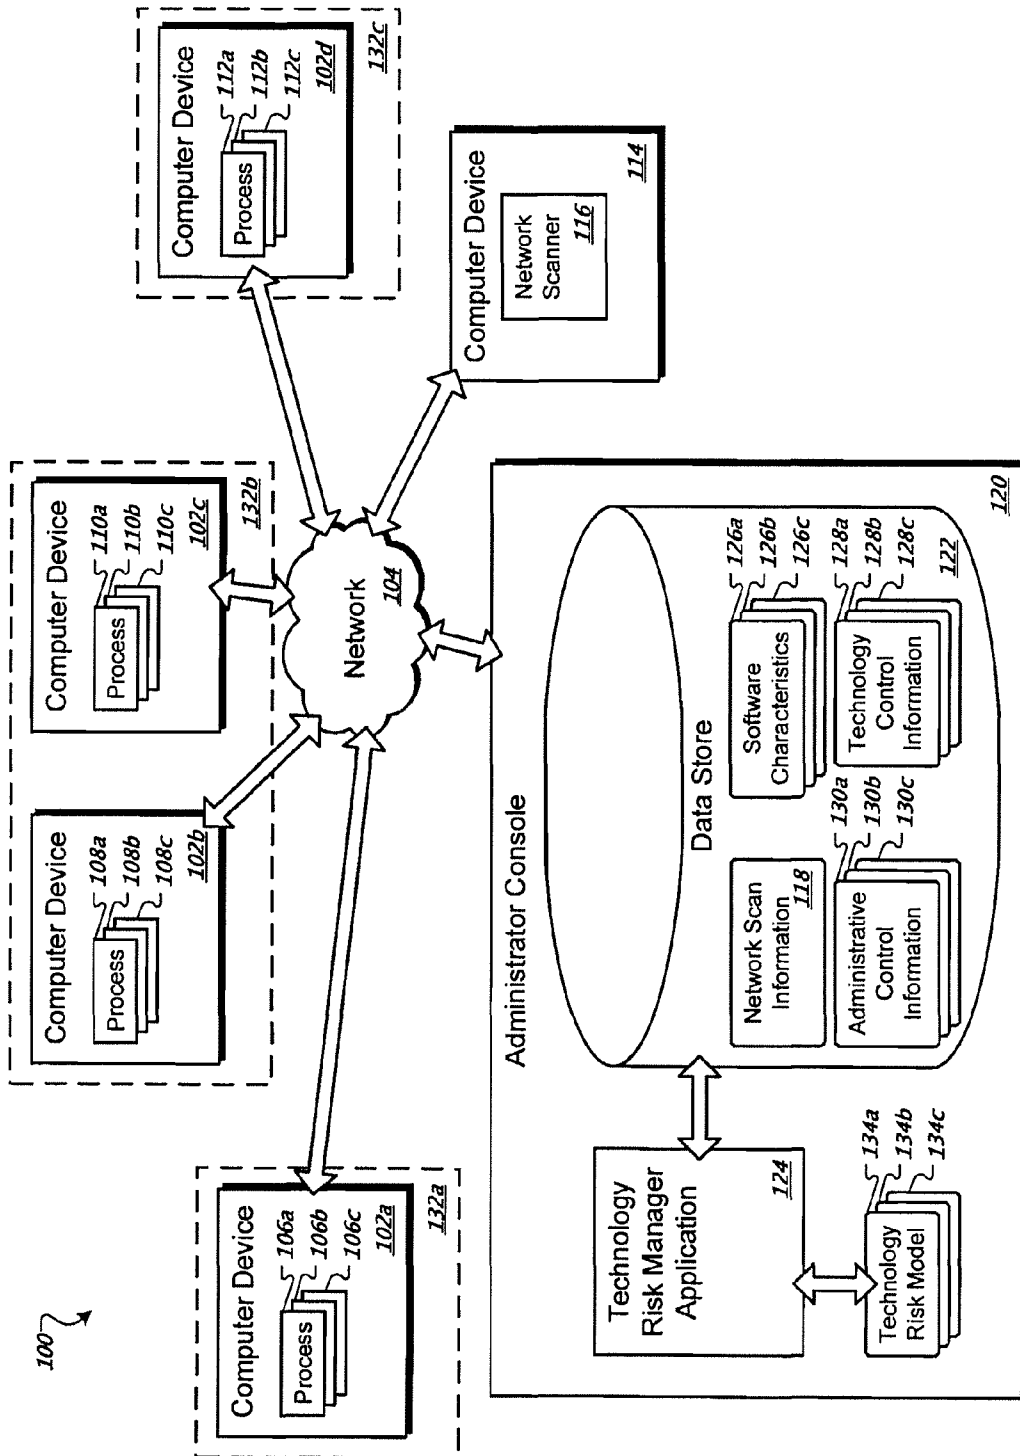 100
Computer Device
Process
106a
106b
106c
102a
132a
Computer Device
Process
108a
108b
108c
102b
Computer Device
Process
110a
110b
110c
102c
132b
Computer Device
Process
112a
112b
112c
102d
132c
Network
104
Computer Device
Network
Scanner
116
114
Administrator Console
Technology
Risk Manager
Application
124
Technology
Risk Model
134a
134b
134c
Data Store
Network Scan
Information
118
Software
Characteristics
126a
126b
126c
Administrative
Control
Information
130a
130b
130c
Technology
Control
Information
128a
128b
128c
122
120